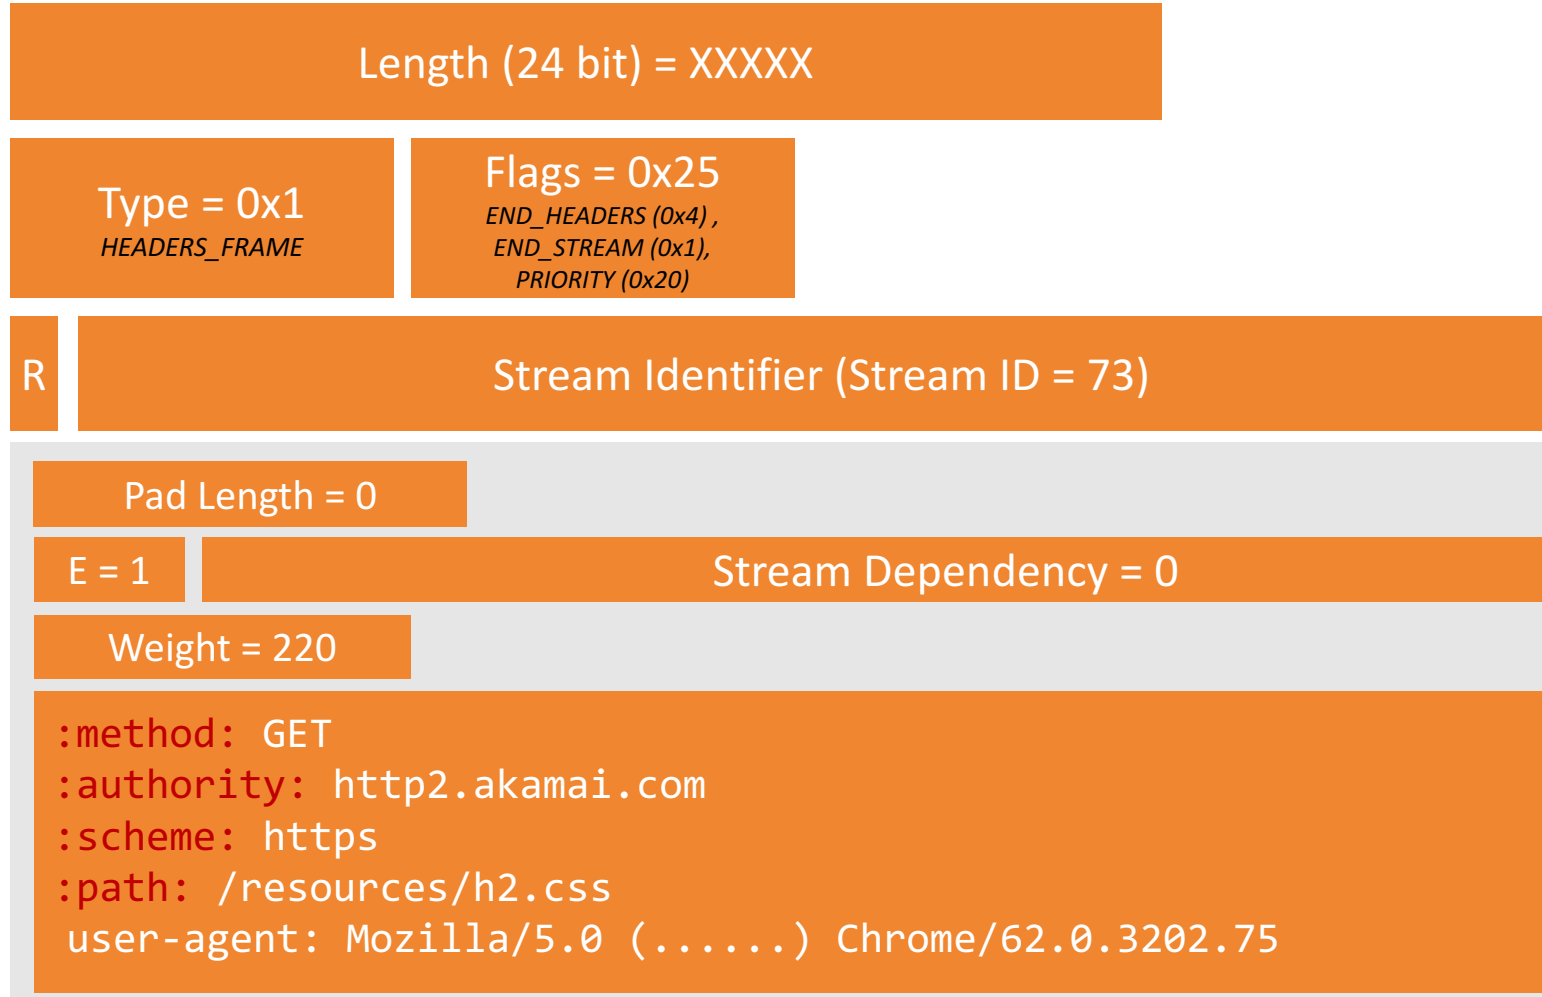 Length (24 bit) = XXXXX
Type = 0x1
HEADERS_FRAME
Flags = 0x25
END_HEADERS (0x4) ,
END_STREAM (0x1),
PRIORITY (0x20)
R
Stream Identifier (Stream ID = 73)
Pad Length = 0
E = 1
Stream Dependency = 0
Weight = 220
:method: GET
:authority: http2.akamai.com
:scheme: https
:path: /resources/h2.css
user-agent: Mozilla/5.0 (......) Chrome/62.0.3202.75